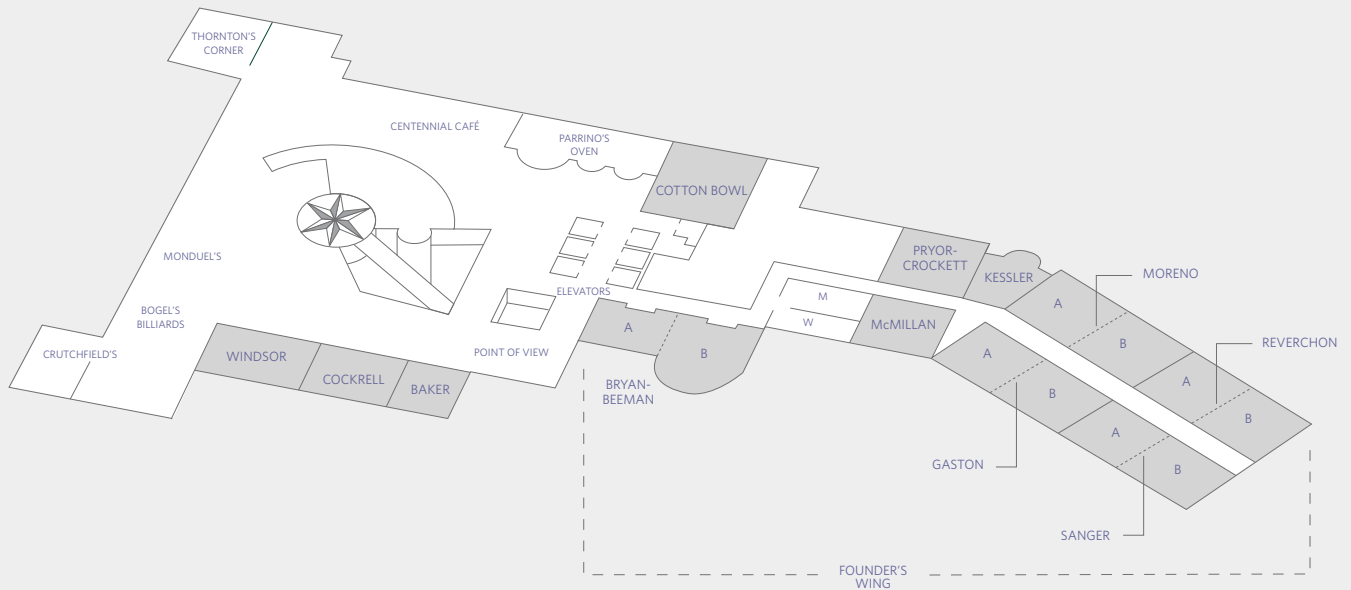 THORNTON'S
CORNER
CENTENNIAL CAFÉ
PARRINO'S
OVEN
COTTON BOWL
MONDUEL'S
BOGEL'S
BILLIARDS
CRUTCHFIELD'S
WINDSOR
COCKRELL
BAKER
ELEVATORS
POINT OF VIEW
A
B
BRYAN-
BEEMAN
M
W
McMILLAN
PRYOR-
CROCKETT
KESSLER
MORENO
A
B
REVERCHON
A
B
A
B
GASTON
A
B
SANGER
FOUNDER'S
WING